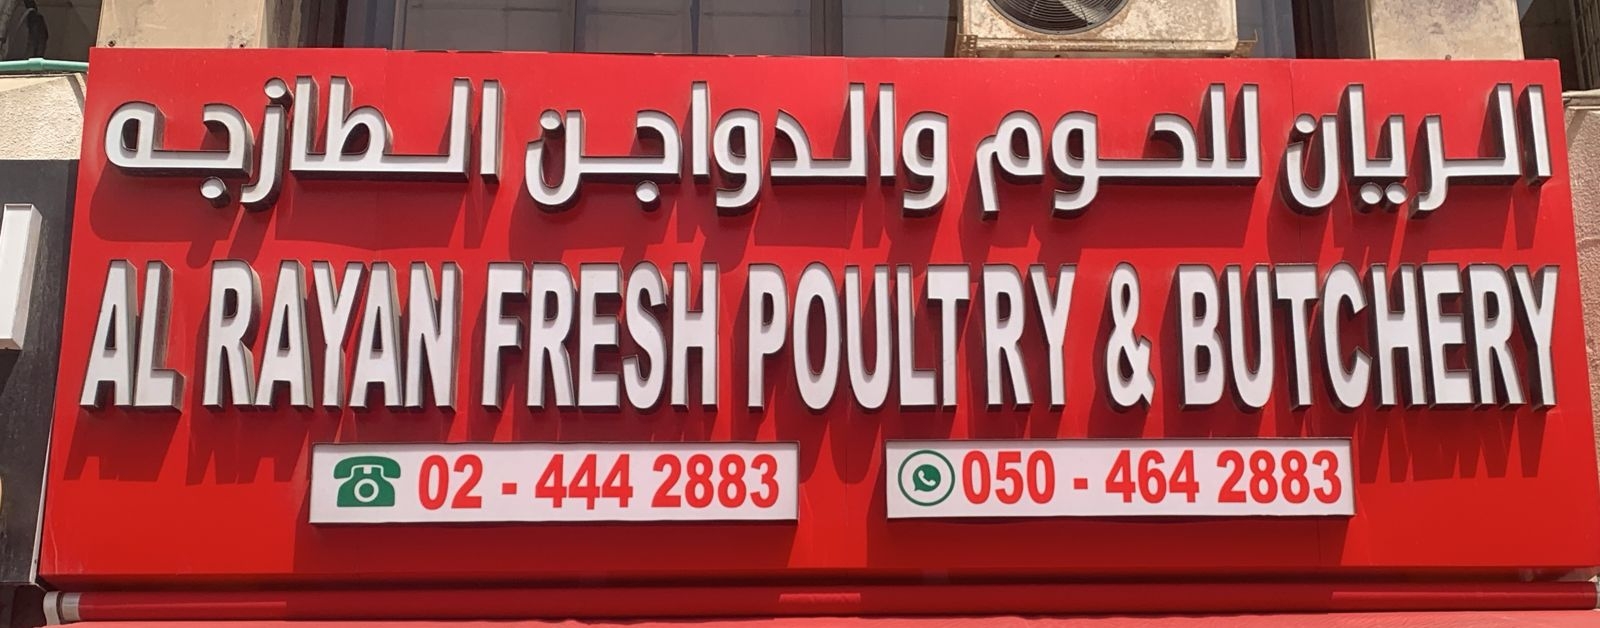 الريان للحوم والدواجن الطازجه
AL RAYAN FRESH POULTRY & BUTCHERY
02 - 444 2883
050 - 464 2883